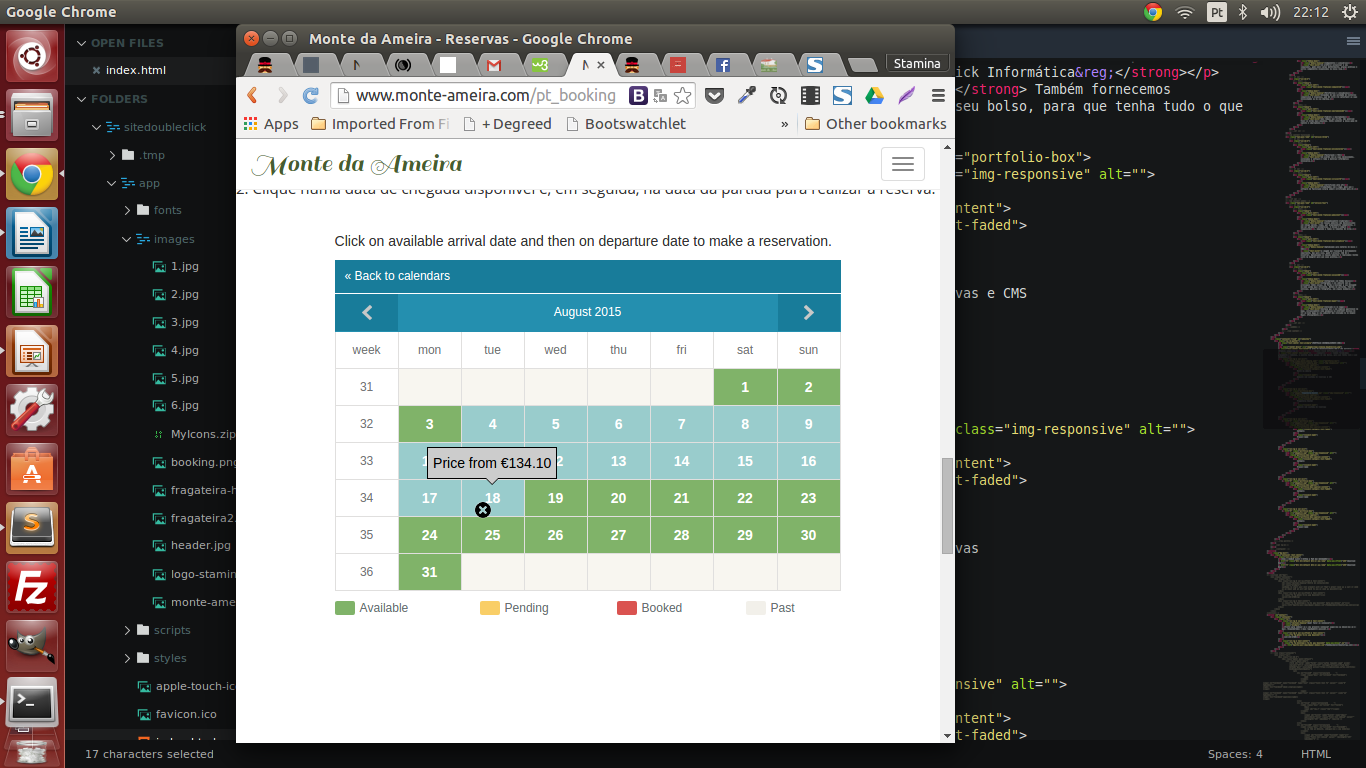 Google Chrome
Pt
22:12
OPEN FILES
index.html
FOLDERS
sitedoubleclick
.tmp
app
fonts
images
1.jpg
2.jpg
3.jpg
4.jpg
5.jpg
6.jpg
MyIcons.zip
booking.png
fragateira-h
fragateira2.
header.jpg
logo-stamin
monte-ame
scripts
styles
apple-touch-ic
favicon.ico
17 characters selected
Monte da Ameira - Reservas - Google Chrome
Stamina
www.monte-ameira.com/pt_booking
Apps
Imported From Fi
+ Degreed
Bootswatchlet
»
Other bookmarks
Monte da Ameira
2. Clique numa data de chegada disponível e, em seguida, na data da partida para realizar a reserva.
Click on available arrival date and then on departure date to make a reservation.
« Back to calendars
August 2015
week mon tue wed thu fri sat sun
31 1 2
32 3 4 5 6 7 8 9
33 13 14 15 16
Price from €134.10
34 17 18 19 20 21 22 23
35 24 25 26 27 28 29 30
36 31
Available Pending Booked Past
ick Informática&reg;</strong></p>
</strong> Também fornecemos
seu bolso, para que tenha tudo o que
="portfolio-box">
="img-responsive" alt="">
ntent">
t-faded">
vas e CMS
class="img-responsive" alt="">
ntent">
t-faded">
vas
nsive" alt="">
ntent">
t-faded">
Spaces: 4
HTML